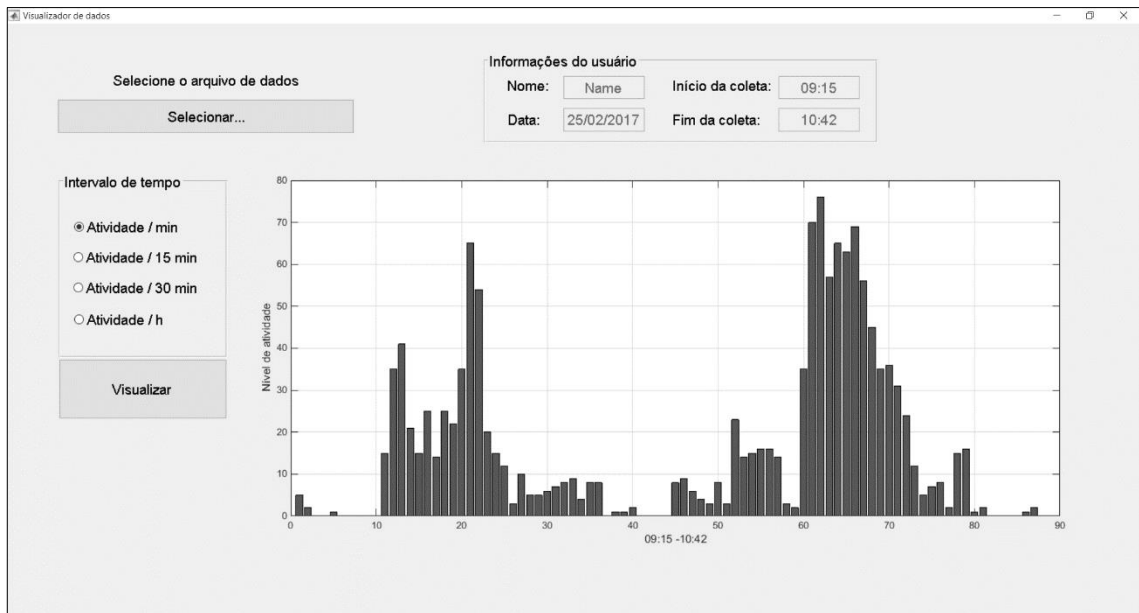 Visualizador de dados
Selecione o arquivo de dados
Selecionar...
Informações do usuário
Nome: Name Início da coleta: 09:15
Data: 25/02/2017 Fim da coleta: 10:42
Intervalo de tempo
Atividade / min
Atividade / 15 min
Atividade / 30 min
Atividade / h
Visualizar
Nível de atividade
80
70
60
50
40
30
20
10
0
0 10 20 30 40 50 60 70 80 90
09:15 -10:42